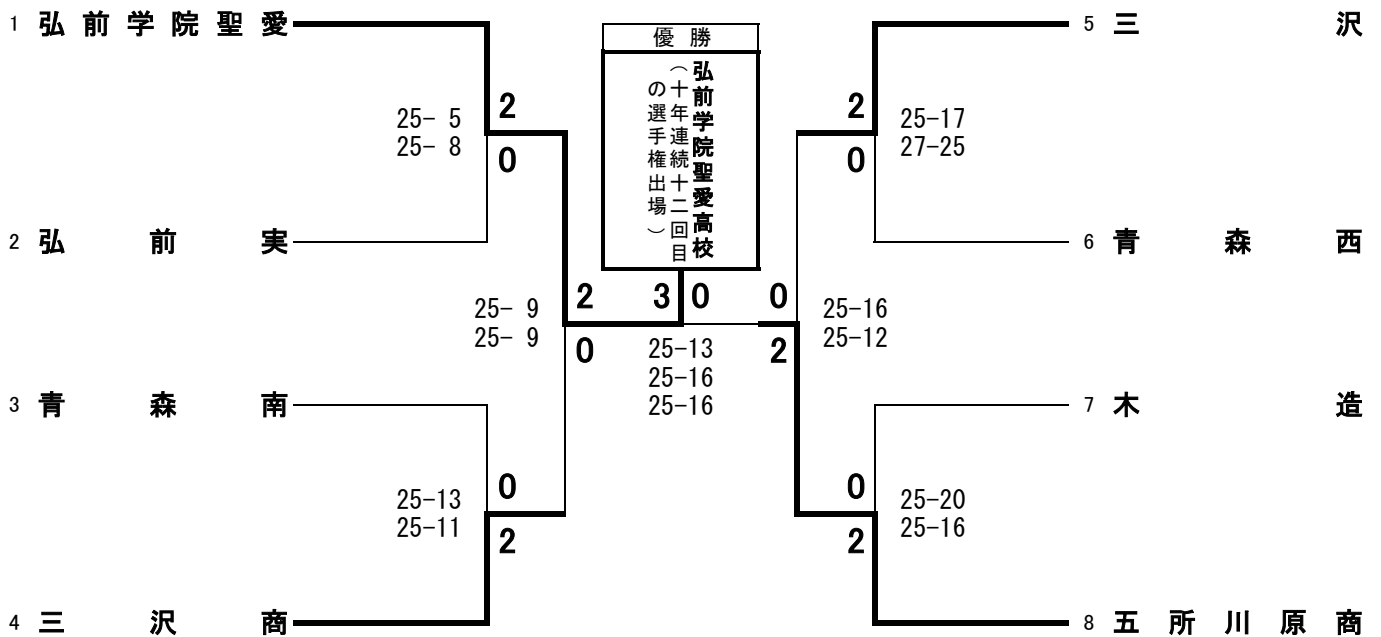 1 弘前学院聖愛
25- 5
25- 8
2
0
2 弘前実
25- 9
25- 9
2
0
3 青森南
25-13
25-11
0
2
4 三沢商
優勝
弘前学院聖愛高校
（十年連続十二回目
の選手権出場）
3
0
25-13
25-16
25-16
5 三沢
2
0
25-17
27-25
6 青森西
0
2
25-16
25-12
7 木造
0
2
25-20
25-16
8 五所川原商